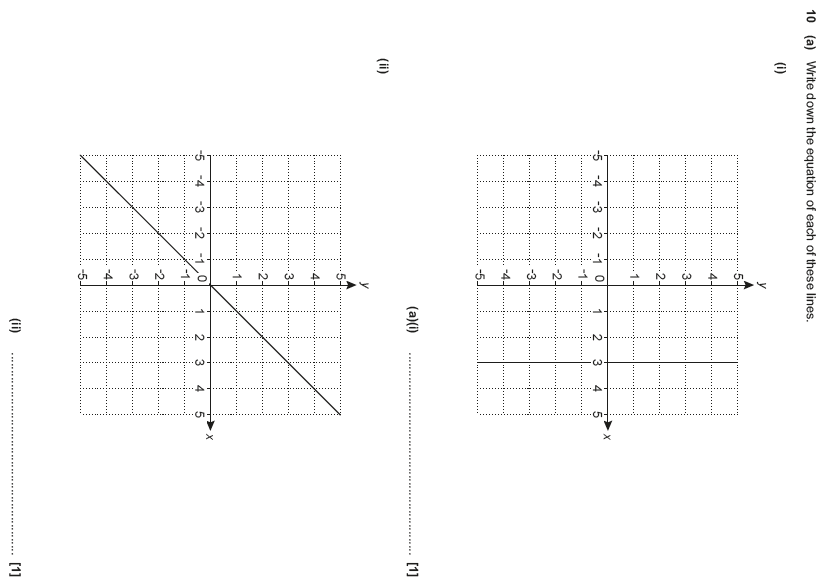 10 (a) Write down the equation of each of these lines.
(i)
y
5
4
3
2
1
-5 -4 -3 -2 -1 0 1 2 3 4 5 x
-1
-2
-3
-4
-5
(a)(i) ........................................ [1]
(ii)
y
5
4
3
2
1
-5 -4 -3 -2 -1 0 1 2 3 4 5 x
-1
-2
-3
-4
-5
(ii) ........................................ [1]